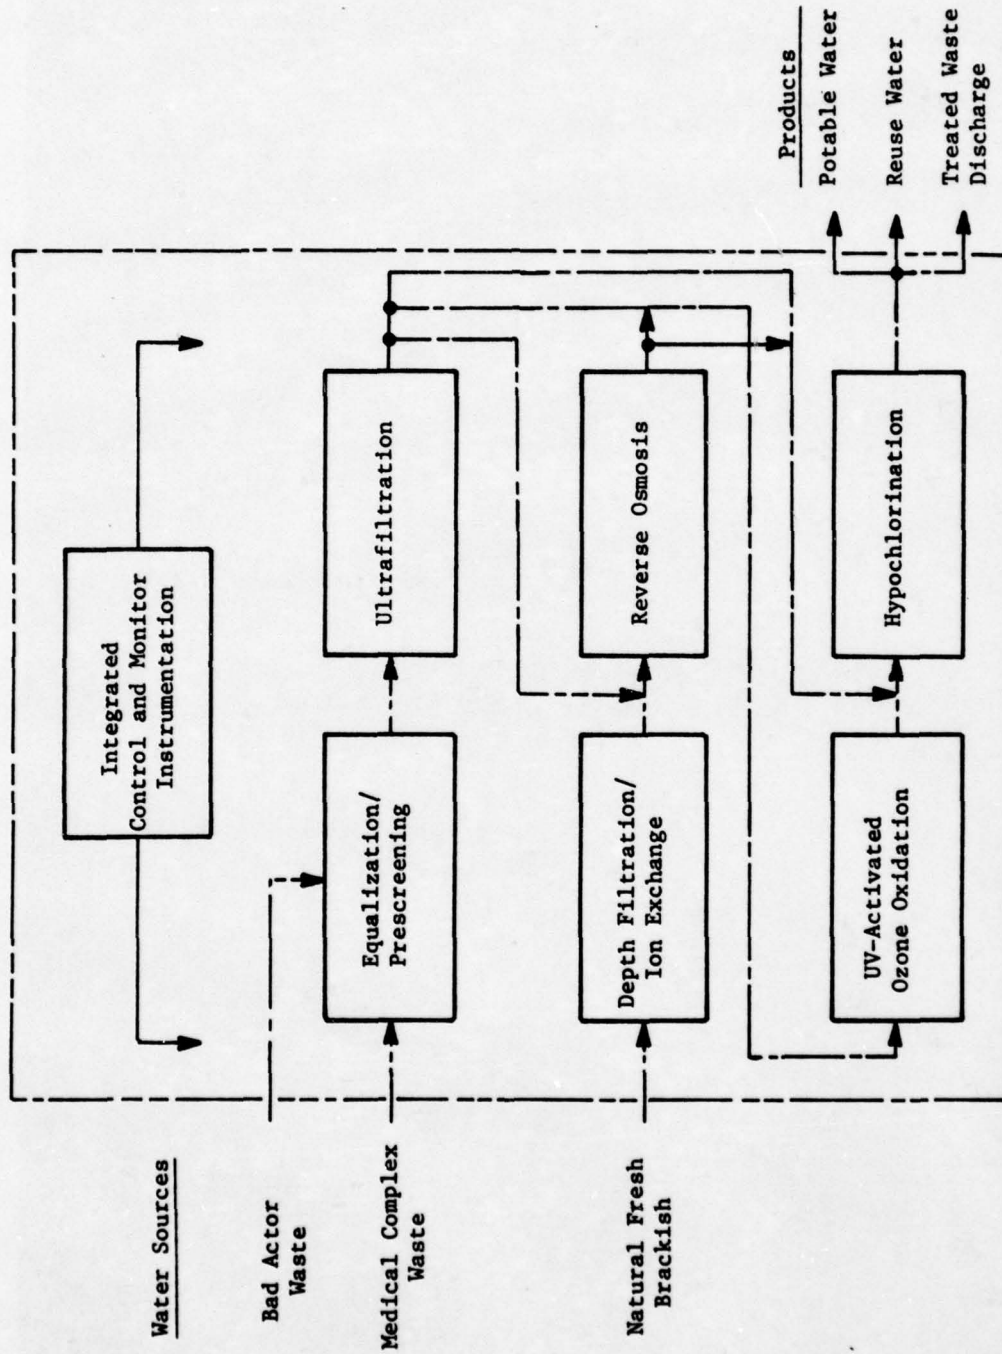 Integrated
Control and Monitor
Instrumentation
Water Sources
Bad Actor
Waste
Medical Complex
Waste
Natural Fresh
Brackish
Equalization/
Prescreening
Ultrafiltration
Depth Filtration/
Ion Exchange
Reverse Osmosis
UV-Activated
Ozone Oxidation
Hypochlorination
Products
Potable Water
Reuse Water
Treated Waste
Discharge